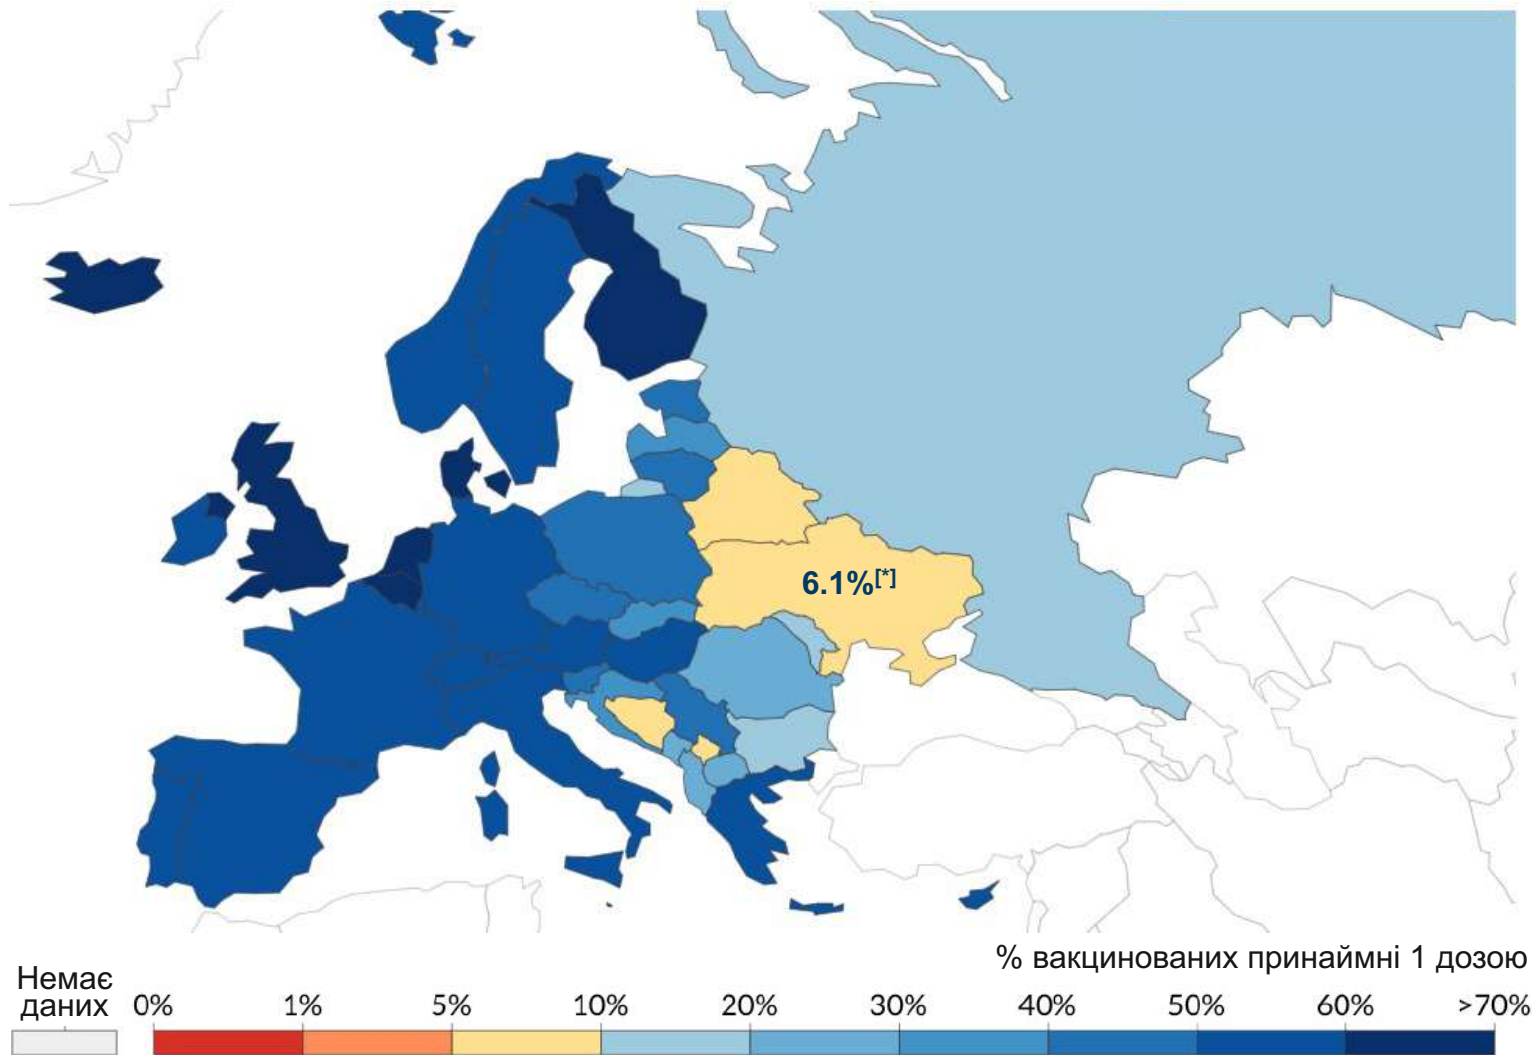 6.1%[*]
% вакцинованих принаймні 1 дозою
Немає
даних
0% 1% 5% 10% 20% 30% 40% 50% 60% >70%